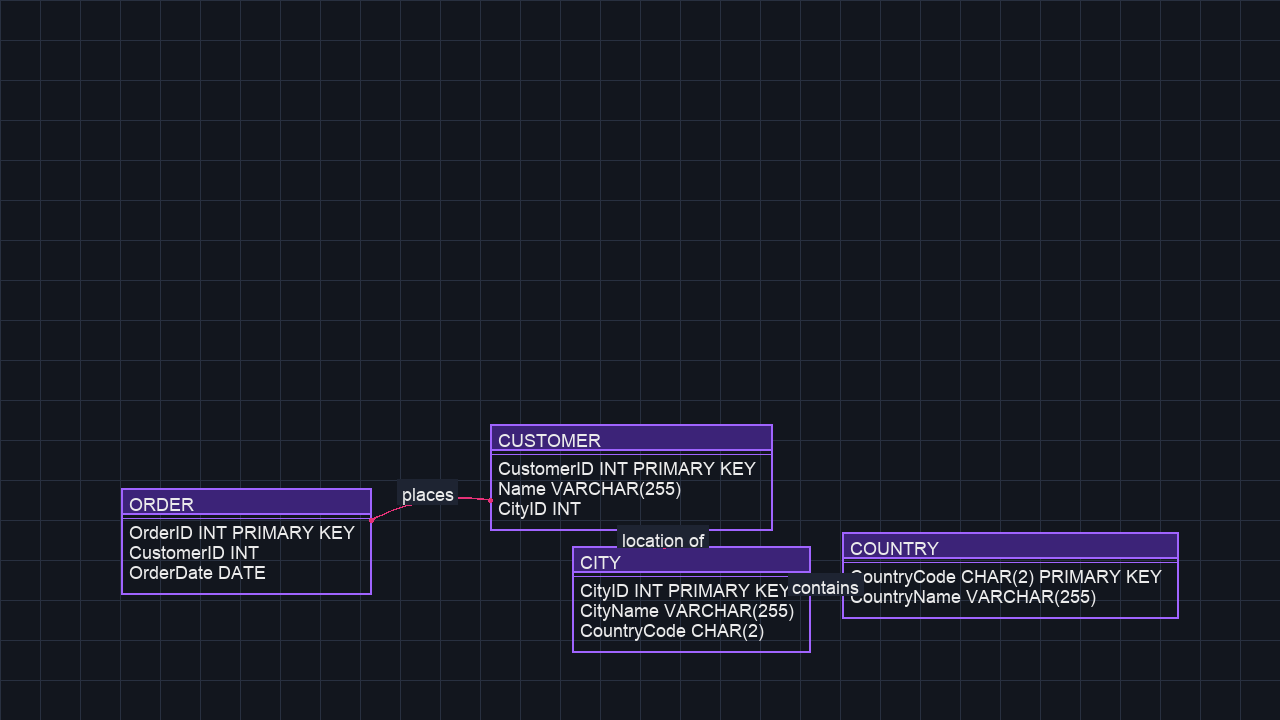 CUSTOMER
CustomerID INT PRIMARY KEY
Name VARCHAR(255)
CityID INT
places
ORDER
OrderID INT PRIMARY KEY
CustomerID INT
OrderDate DATE
location of
CITY
CityID INT PRIMARY KEY
CityName VARCHAR(255)
CountryCode CHAR(2)
contains
COUNTRY
CountryCode CHAR(2) PRIMARY KEY
CountryName VARCHAR(255)